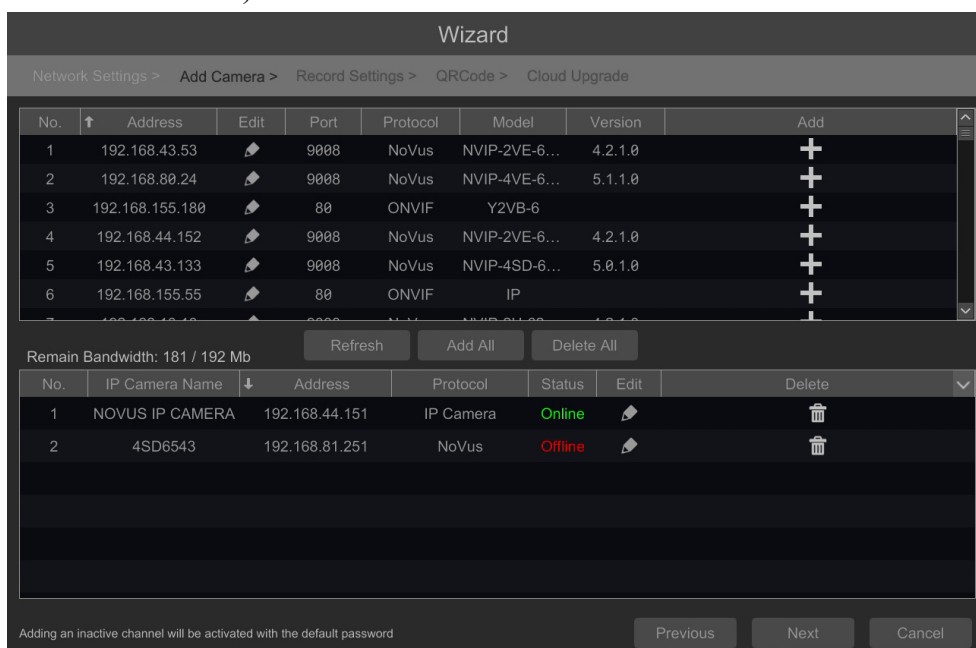 Wizard
Network Settings > Add Camera > Record Settings > QRCode > Cloud Upgrade
No. Address Edit Port Protocol Model Version Add
1 192.168.43.53 9008 NoVus NVIP-2VE-6... 4.2.1.0
2 192.168.80.24 9008 NoVus NVIP-4VE-6... 5.1.1.0
3 192.168.155.180 80 ONVIF Y2VB-6
4 192.168.44.152 9008 NoVus NVIP-2VE-6... 4.2.1.0
5 192.168.43.133 9008 NoVus NVIP-4SD-6... 5.0.1.0
6 192.168.155.55 80 ONVIF IP
Refresh Add All Delete All
Remain Bandwidth: 181 / 192 Mb
No. IP Camera Name Address Protocol Status Edit Delete
1 NOVUS IP CAMERA 192.168.44.151 IP Camera Online
2 4SD6543 192.168.81.251 NoVus Offline
Adding an inactive channel will be activated with the default password
Previous Next Cancel